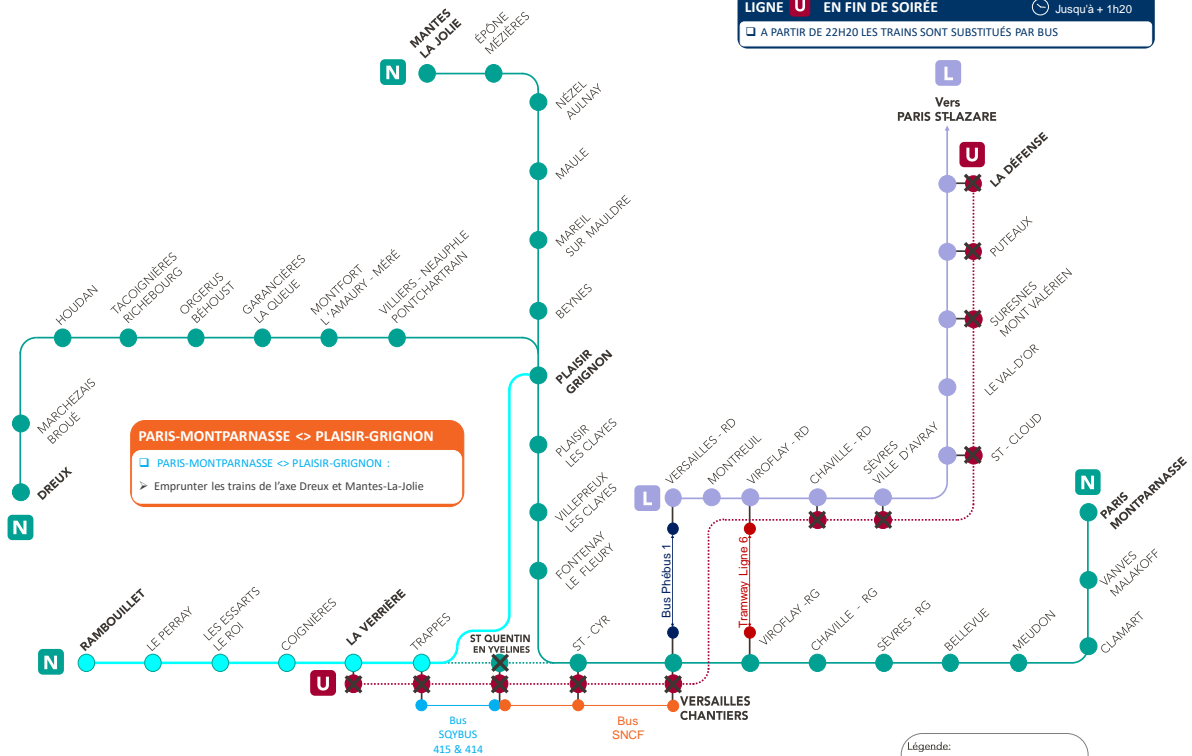 LIGNE U EN FIN DE SOIRÉE
Jusqu'à + 1h20
❑ A PARTIR DE 22H20 LES TRAINS SONT SUBSTITUÉS PAR BUS
N
MANTES
LA JOLIE
ÉPÔNE
MÉZIÈRES
NÉZEL
AULNAY
MAULE
MAREIL
SUR MAULDRE
BEYNES
PLAISIR
GRIGNON
PLAISIR
LES CLAYES
VILLEPREUX
LES CLAYES
FONTENAY
LE FLEURY
HOUDAN
TACOIGNIÈRES
RICHEBOURG
ORGERUS
BÉHOUST
GARANCIÈRES
LA QUEUE
MONTFORT
L'AMAURY - MÉRÉ
VILLIERS - NEAUPHLE
PONTCHARTRAIN
MARCHEZAIS
BROUÉ
DREUX
N
PARIS-MONTPARNASSE <> PLAISIR-GRIGNON
❑ PARIS-MONTPARNASSE <> PLAISIR-GRIGNON :
➢ Emprunter les trains de l'axe Dreux et Mantes-La-Jolie
L
Vers
PARIS ST-LAZARE
U
LA DÉFENSE
PUTEAUX
SURESNES
MONT VALÉRIEN
LE VAL-D'OR
ST - CLOUD
L
VERSAILLES - RD
MONTREUIL
VIROFLAY - RD
CHAVILLE - RD
SÈVRES
VILLE D'AVRAY
Bus Phébus 1
Tramway Ligne 6
N
PARIS
MONTPARNASSE
VANVES
MALAKOFF
CLAMART
N
RAMBOUILLET
LE PERRAY
LES ESSARTS
LE ROI
COIGNIÈRES
LA VERRIÈRE
TRAPPES
ST QUENTIN
EN YVELINES
ST - CYR
VIROFLAY -RG
CHAVILLE - RG
SÈVRES - RG
BELLEVUE
MEUDON
U
VERSAILLES
CHANTIERS
Bus
SQYBUS
415 & 414
Bus
SNCF
Légende: